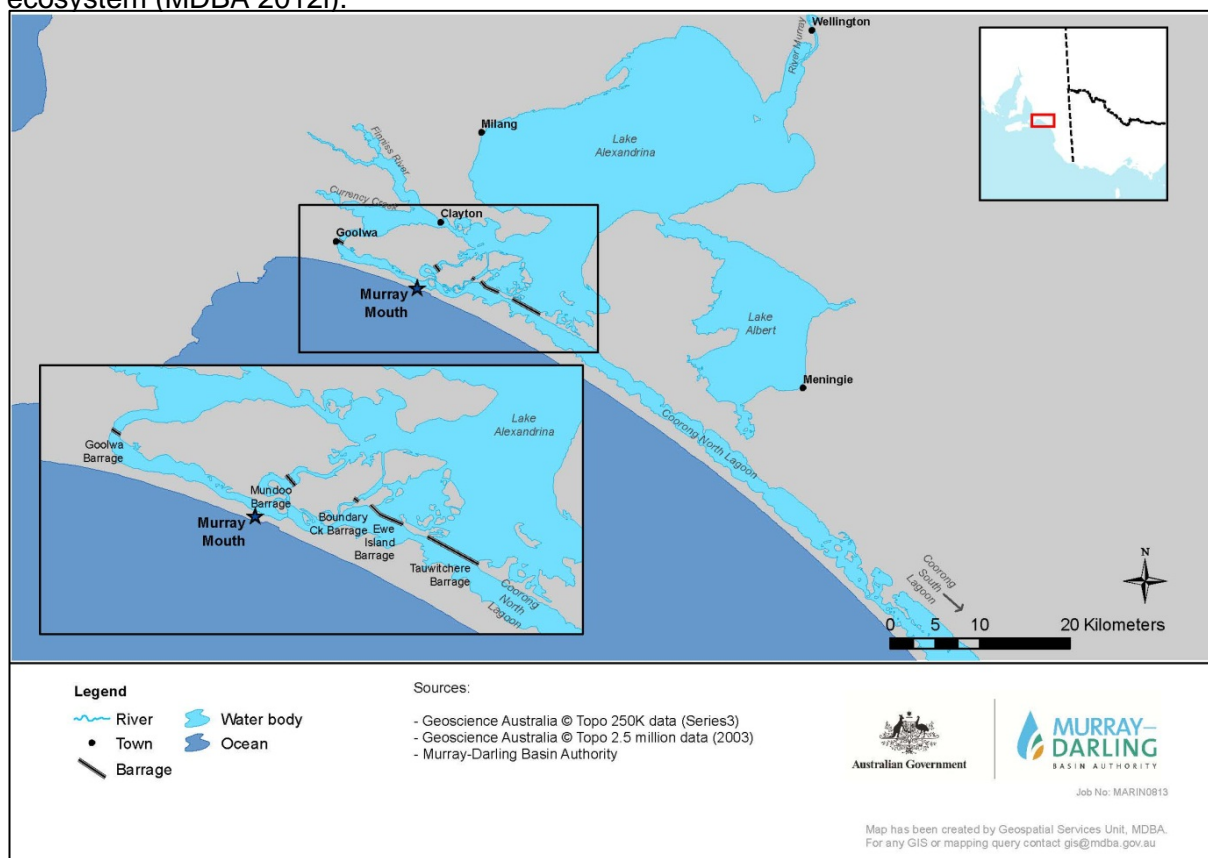 ecosystem (MDBA 2012i).
Wellington
River Murray
Milang
Lake
Alexandrina
Finniss River
Currency Creek
Clayton
Goolwa
Murray
Mouth
Lake
Albert
Meningie
Coorong North Lagoon
Coorong
South
Lagoon
Lake
Alexandrina
Goolwa
Barrage
Mundoo
Barrage
Murray
Mouth
Boundary
Ck Barrage
Ewe
Island
Barrage
Tauwitchere
Barrage
Coorong
North
Lagoon
N
0 5 10 20 Kilometers
Legend
River
Water body
Town
Ocean
Barrage
Sources:
- Geoscience Australia © Topo 250K data (Series3)
- Geoscience Australia © Topo 2.5 million data (2003)
- Murray-Darling Basin Authority
Australian Government
MURRAY–
DARLING
BASIN AUTHORITY
Job No: MARIN0813
Map has been created by Geospatial Services Unit, MDBA.
For any GIS or mapping query contact gis@mdba.gov.au